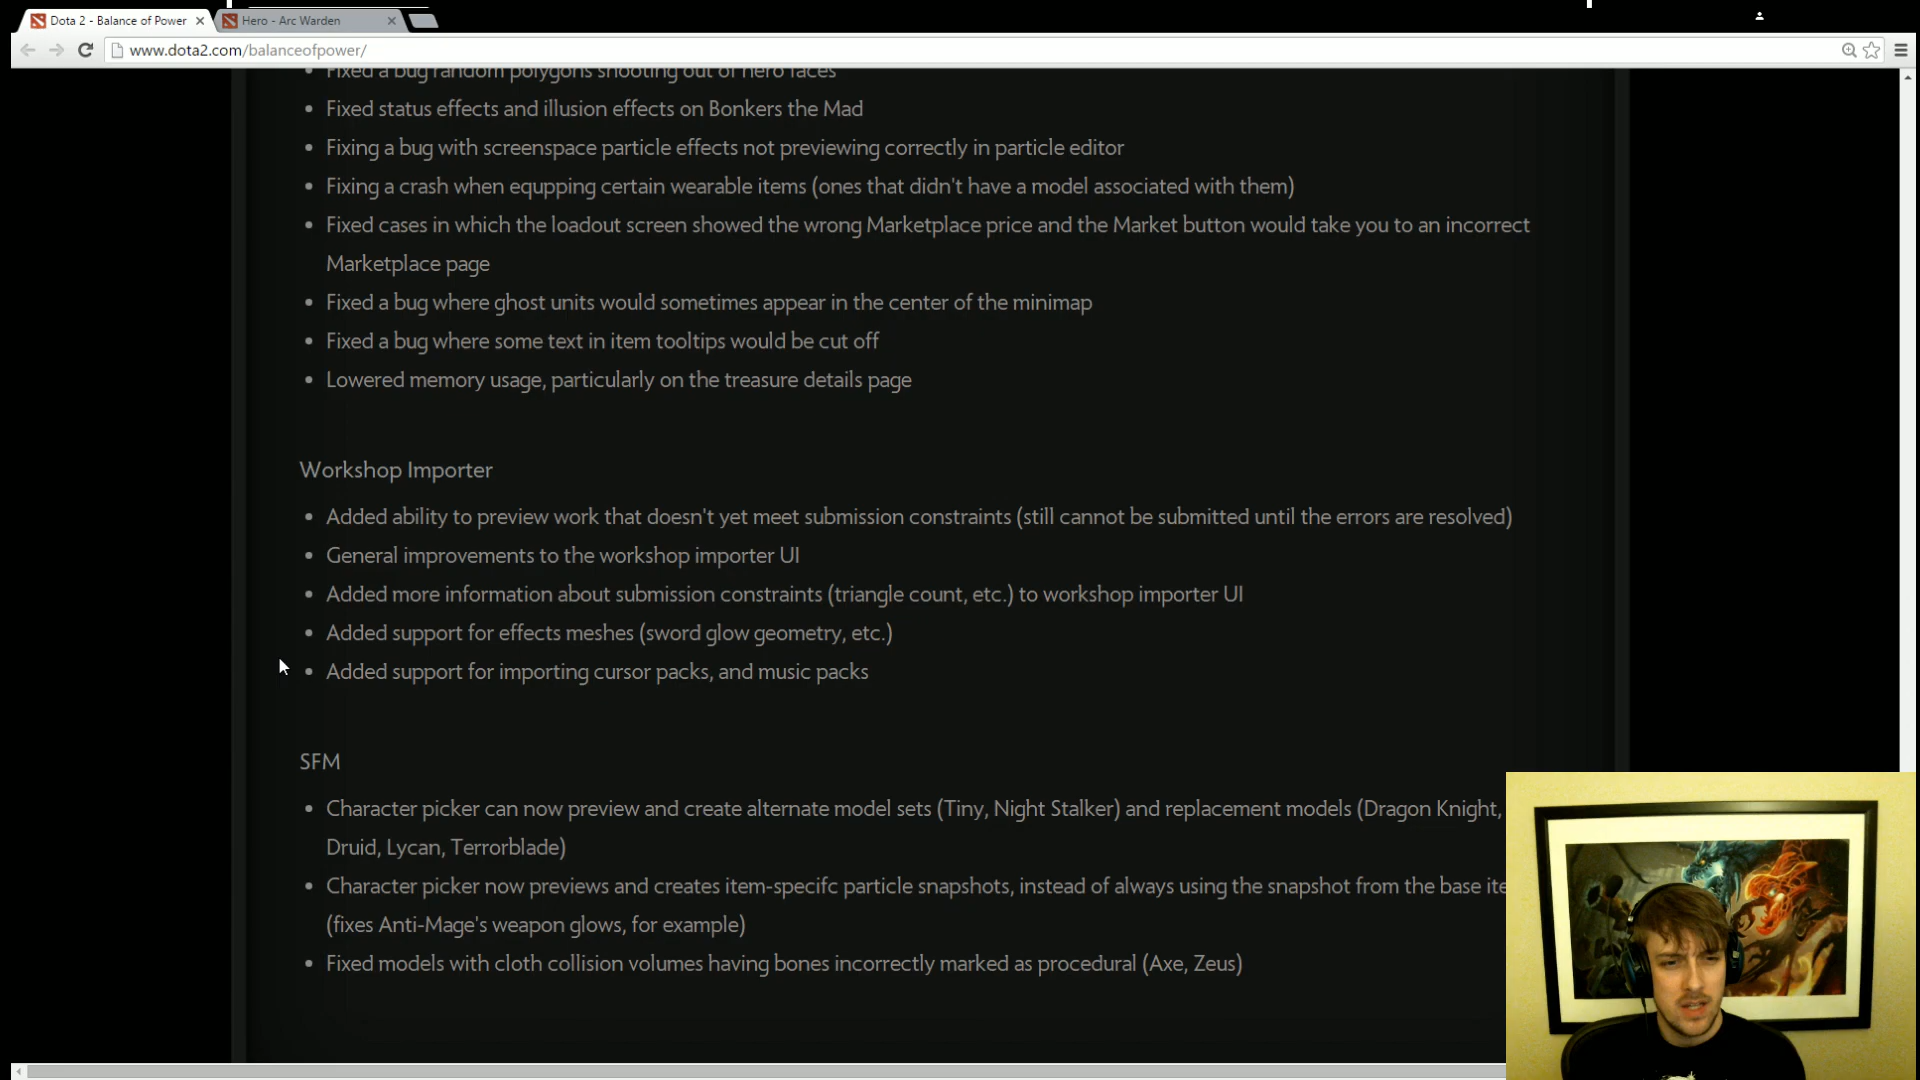 Dota 2 - Balance of Power
Hero - Arc Warden
www.dota2.com/balanceofpower/
Fixed a bug random polygons shooting out of hero faces
Fixed status effects and illusion effects on Bonkers the Mad
Fixing a bug with screenspace particle effects not previewing correctly in particle editor
Fixing a crash when equpping certain wearable items (ones that didn't have a model associated with them)
Fixed cases in which the loadout screen showed the wrong Marketplace price and the Market button would take you to an incorrect
Marketplace page
Fixed a bug where ghost units would sometimes appear in the center of the minimap
Fixed a bug where some text in item tooltips would be cut off
Lowered memory usage, particularly on the treasure details page
Workshop Importer
Added ability to preview work that doesn't yet meet submission constraints (still cannot be submitted until the errors are resolved)
General improvements to the workshop importer UI
Added more information about submission constraints (triangle count, etc.) to workshop importer UI
Added support for effects meshes (sword glow geometry, etc.)
Added support for importing cursor packs, and music packs
SFM
Character picker can now preview and create alternate model sets (Tiny, Night Stalker) and replacement models (Dragon Knight,
Druid, Lycan, Terrorblade)
Character picker now previews and creates item-specifc particle snapshots, instead of always using the snapshot from the base ite
(fixes Anti-Mage's weapon glows, for example)
Fixed models with cloth collision volumes having bones incorrectly marked as procedural (Axe, Zeus)